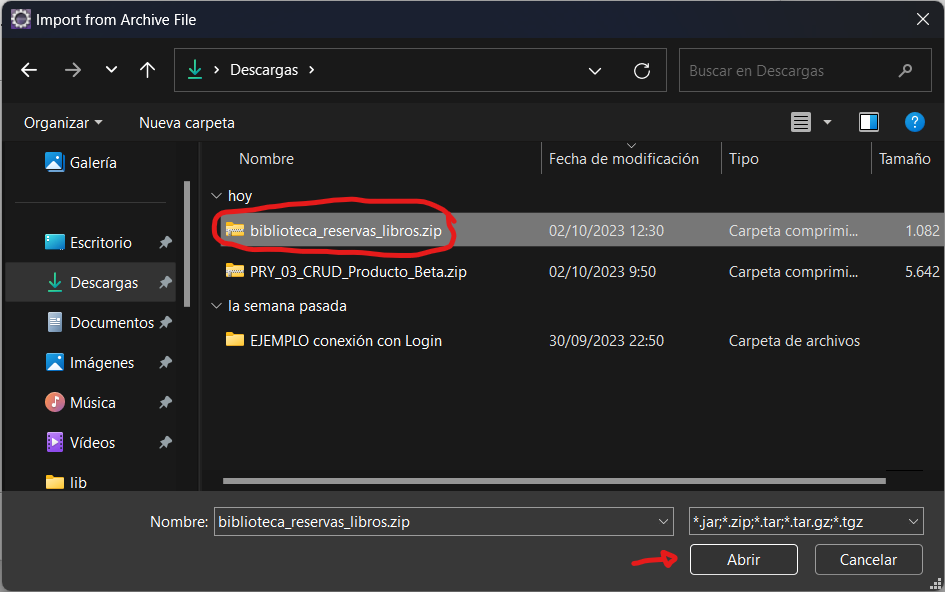 Import from Archive File
Descargas
Buscar en Descargas
Organizar
Nueva carpeta
?
Galería
Escritorio
Descargas
Documentos
Imágenes
Música
Vídeos
lib
Nombre Fecha de modificación Tipo Tamaño
hoy
biblioteca_reservas_libros.zip 02/10/2023 12:30 Carpeta comprimi... 1.082
PRY_03_CRUD_Producto_Beta.zip 02/10/2023 9:50 Carpeta comprimi... 5.642
la semana pasada
EJEMPLO conexión con Login 30/09/2023 22:50 Carpeta de archivos
Nombre: biblioteca_reservas_libros.zip *.jar;*.zip;*.tar;*.tar.gz;*.tgz
Abrir Cancelar